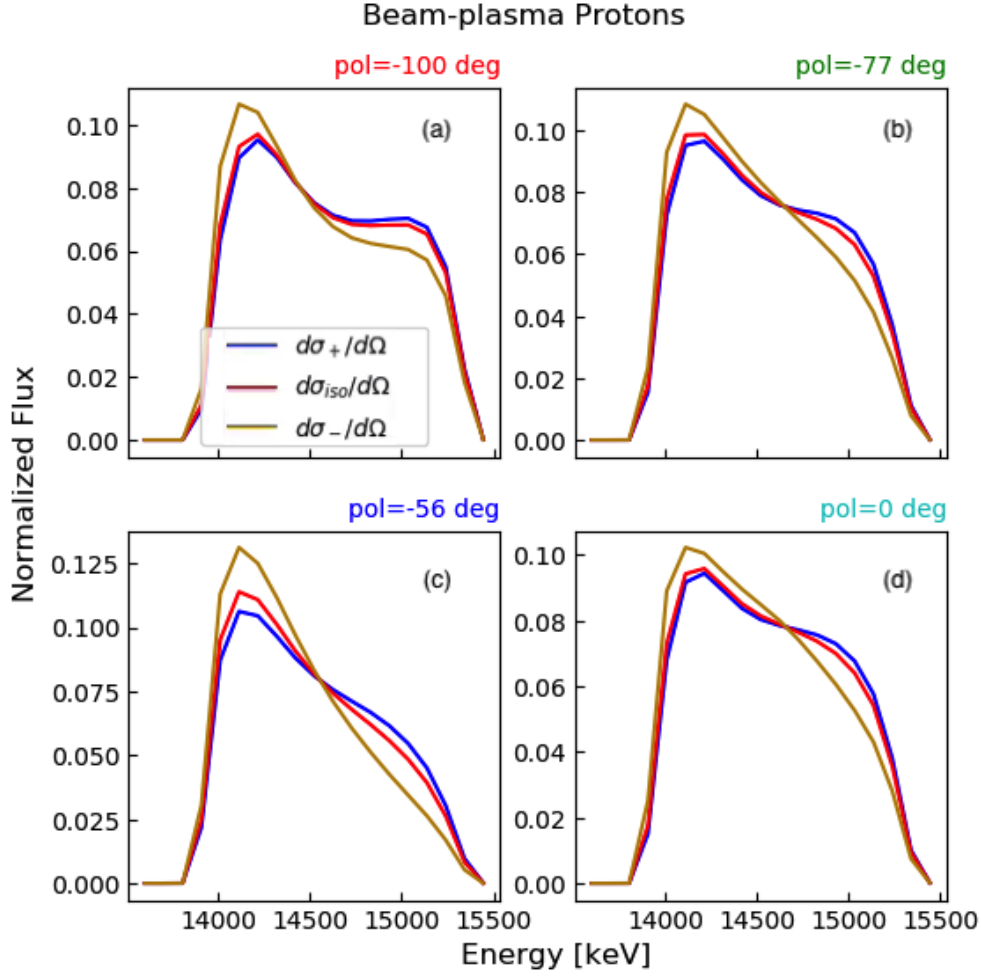 Beam-plasma Protons
pol=-100 deg
pol=-77 deg
(a)
(b)
0.10
0.08
0.06
0.04
0.02
0.00
dσ₊/dΩ
dσᵢₛₒ/dΩ
dσ₋/dΩ
0.10
0.08
0.06
0.04
0.02
0.00
Normalized Flux
pol=-56 deg
pol=0 deg
(c)
(d)
0.125
0.100
0.075
0.050
0.025
0.000
0.10
0.08
0.06
0.04
0.02
0.00
14000 14500 15000 15500
14000 14500 15000 15500
Energy [keV]